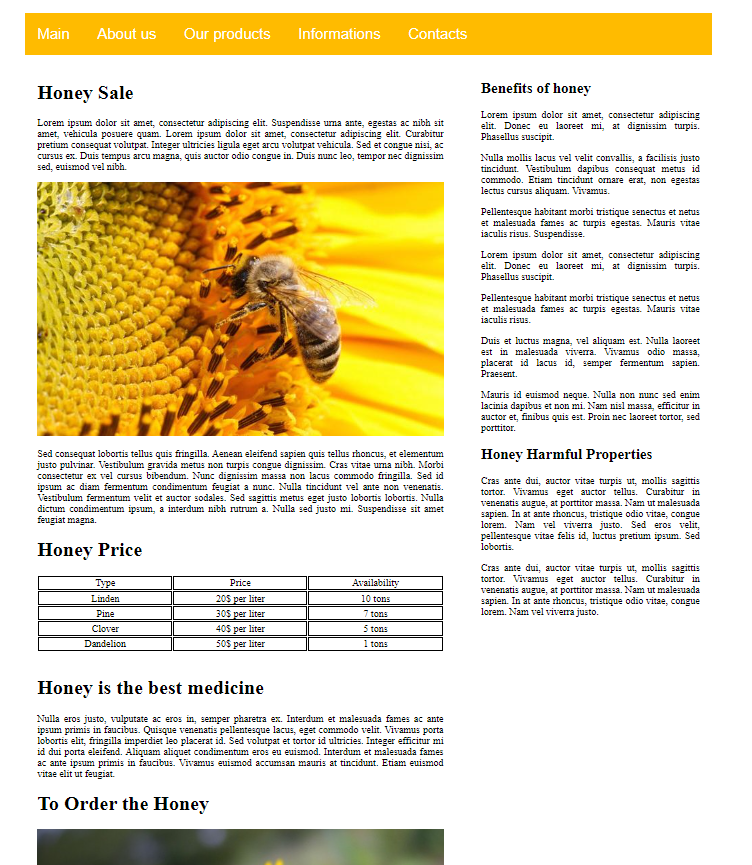 Main About us Our products Informations Contacts
Honey Sale
Lorem ipsum dolor sit amet, consectetur adipiscing elit. Suspendisse urna ante, egestas ac nibh sit
amet, vehicula posuere quam. Lorem ipsum dolor sit amet, consectetur adipiscing elit. Curabitur
pretium consequat volutpat. Integer ultricies ligula eget arcu volutpat vehicula. Sed et congue nisi, ac
cursus ex. Duis tempus arcu magna, quis auctor odio congue in. Duis nunc leo, tempor nec dignissim
sed, euismod vel nibh.
Sed consequat lobortis tellus quis fringilla. Aenean eleifend sapien quis tellus rhoncus, et elementum
justo pulvinar. Vestibulum gravida metus non turpis congue dignissim. Cras vitae urna nibh. Morbi
consectetur ex vel cursus bibendum. Nunc dignissim massa non lacus commodo fringilla. Sed id
ipsum ac diam fermentum condimentum feugiat a nunc. Nulla tincidunt vel ante non venenatis.
Vestibulum fermentum velit et auctor sodales. Sed sagittis metus eget justo lobortis lobortis. Nulla
dictum condimentum ipsum, a interdum nibh rutrum a. Nulla sed justo mi. Suspendisse sit amet
feugiat magna.
Honey Price
Type Price Availability
Linden 20$ per liter 10 tons
Pine 30$ per liter 7 tons
Clover 40$ per liter 5 tons
Dandelion 50$ per liter 1 tons
Honey is the best medicine
Nulla eros justo, vulputate ac eros in, semper pharetra ex. Interdum et malesuada fames ac ante
ipsum primis in faucibus. Quisque venenatis pellentesque lacus, eget commodo velit. Vivamus porta
lobortis elit, fringilla imperdiet leo placerat id. Sed volutpat et tortor id ultricies. Integer efficitur mi
id dui porta eleifend. Aliquam aliquet condimentum eros eu euismod. Interdum et malesuada fames
ac ante ipsum primis in faucibus. Vivamus euismod accumsan mauris at tincidunt. Etiam euismod
vitae elit ut feugiat.
To Order the Honey
Benefits of honey
Lorem ipsum dolor sit amet, consectetur adipiscing
elit. Donec eu laoreet mi, at dignissim turpis.
Phasellus suscipit.
Nulla mollis lacus vel velit convallis, a facilisis justo
tincidunt. Vestibulum dapibus consequat metus id
commodo. Etiam tincidunt ornare erat, non egestas
lectus cursus aliquam. Vivamus.
Pellentesque habitant morbi tristique senectus et netus
et malesuada fames ac turpis egestas. Mauris vitae
iaculis risus. Suspendisse.
Lorem ipsum dolor sit amet, consectetur adipiscing
elit. Donec eu laoreet mi, at dignissim turpis.
Phasellus suscipit.
Pellentesque habitant morbi tristique senectus et netus
et malesuada fames ac turpis egestas. Mauris vitae
iaculis risus.
Duis et luctus magna, vel aliquam est. Nulla laoreet
est in malesuada viverra. Vivamus odio massa,
placerat id lacus id, semper fermentum sapien.
Praesent.
Mauris id euismod neque. Nulla non nunc sed enim
lacinia dapibus et non mi. Nam nisl massa, efficitur in
auctor et, finibus quis est. Proin nec laoreet tortor, sed
porttitor.
Honey Harmful Properties
Cras ante dui, auctor vitae turpis ut, mollis sagittis
tortor. Vivamus eget auctor tellus. Curabitur in
venenatis augue, at porttitor massa. Nam ut malesuada
sapien. In at ante rhoncus, tristique odio vitae, congue
lorem. Nam vel viverra justo. Sed eros velit,
pellentesque vitae felis id, luctus pretium ipsum. Sed
lobortis.
Cras ante dui, auctor vitae turpis ut, mollis sagittis
tortor. Vivamus eget auctor tellus. Curabitur in
venenatis augue, at porttitor massa. Nam ut malesuada
sapien. In at ante rhoncus, tristique odio vitae, congue
lorem. Nam vel viverra justo.